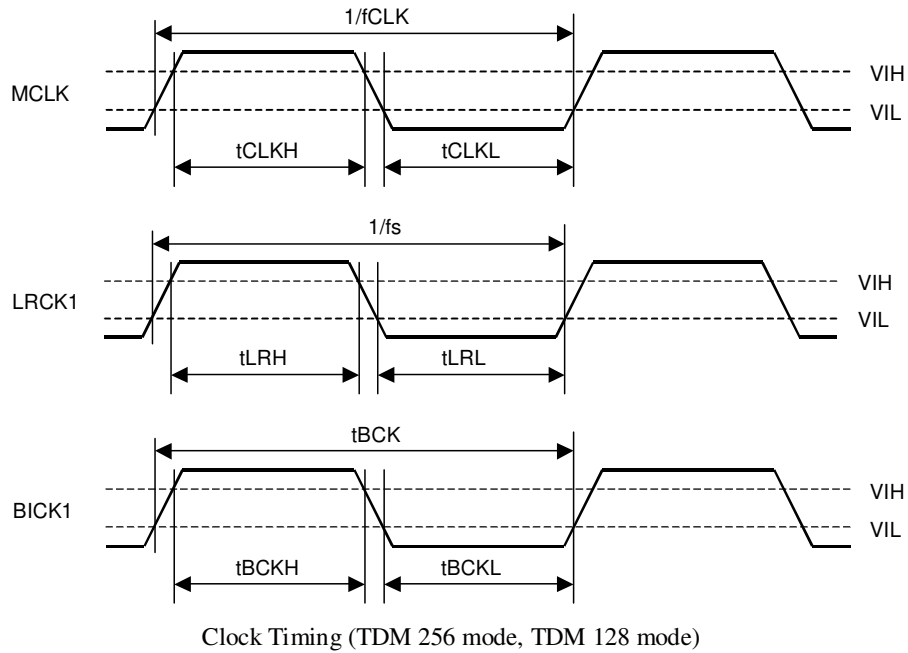 1/fCLK
VIH
MCLK
VIL
tCLKH
tCLKL
1/fs
VIH
LRCK1
VIL
tLRH
tLRL
tBCK
VIH
BICK1
VIL
tBCKH
tBCKL
Clock Timing (TDM 256 mode, TDM 128 mode)